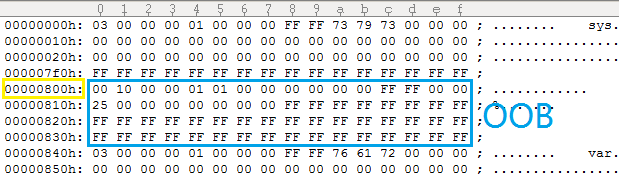 0 1 2 3 4 5 6 7 8 9 a b c d e f
00000000h: 03 00 00 00 01 00 00 00 FF FF 73 79 73 00 00 00 ; ........ sys.
00000010h: 00 00 00 00 00 00 00 00 00 00 00 00 00 00 00 00 ; ..............
00000020h: 00 00 00 00 00 00 00 00 00 00 00 00 00 00 00 00 ; ..............
000007f0h: FF FF FF FF FF FF FF FF FF FF FF FF FF FF FF FF ;
00000800h: 00 10 00 00 01 01 00 00 00 00 00 00 FF FF 00 00 ; ............
00000810h: 25 00 00 00 00 00 00 00 FF FF FF FF FF FF FF FF ;
00000820h: FF FF FF FF FF FF FF FF FF FF FF FF FF FF FF FF ;
00000830h: FF FF FF FF FF FF FF FF FF FF FF FF FF FF FF FF ;
OOB
00000840h: 03 00 00 00 01 00 00 00 FF FF 76 61 72 00 00 00 ; ........ var.
00000850h: 00 00 00 00 00 00 00 00 00 00 00 00 00 00 00 00 ; ..............